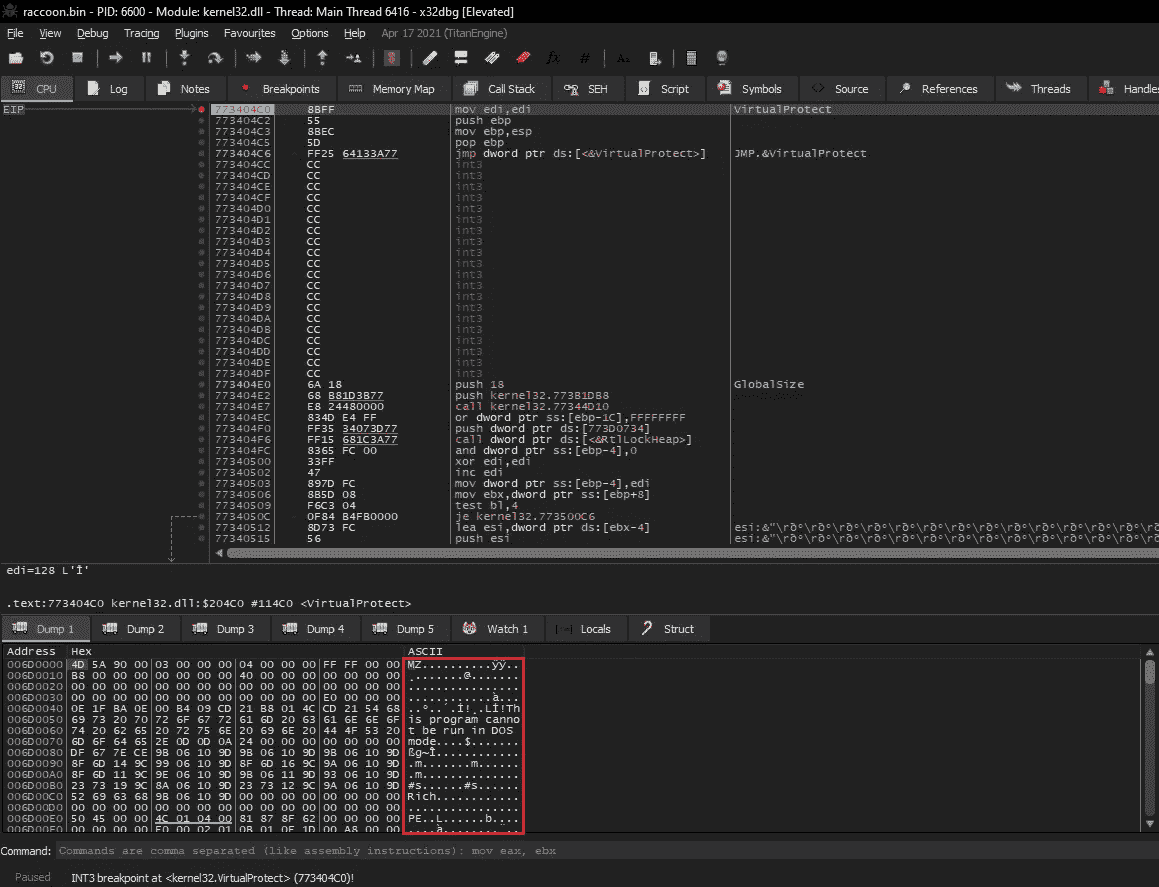 raccoon.bin - PID: 6600 - Module: kernel32.dll - Thread: Main Thread 6416 - x32dbg [Elevated]
File View Debug Tracing Plugins Favourites Options Help Apr 17 2021 (TitanEngine)
CPU Log Notes Breakpoints Memory Map Call Stack SEH Script Symbols Source References Threads Handles
EIP 773404C0 8BFF mov edi,edi VirtualProtect
773404C2 55 push ebp
773404C3 8BEC mov ebp,esp
773404C5 5D pop ebp
773404C6 FF25 64133A77 jmp dword ptr ds:[<&VirtualProtect>] JMP.&VirtualProtect
773404CC CC int3
773404CD CC int3
773404CE CC int3
773404CF CC int3
773404D0 CC int3
773404D1 CC int3
773404D2 CC int3
773404D3 CC int3
773404D4 CC int3
773404D5 CC int3
773404D6 CC int3
773404D7 CC int3
773404D8 CC int3
773404D9 CC int3
773404DA CC int3
773404DB CC int3
773404DC CC int3
773404DD CC int3
773404DE CC int3
773404DF CC int3
773404E0 6A 18 push 18 GlobalSize
773404E2 68 B81D3B77 push kernel32.773B1DB8
773404E7 E8 24480000 call kernel32.77344D10
773404EC 834D E4 FF or dword ptr ss:[ebp-1C],FFFFFFFF
773404F0 FF35 34073D77 push dword ptr ds:[773D0734]
773404F6 FF15 681C3A77 call dword ptr ds:[<&RtlLockHeap>]
773404FC 8365 FC 00 and dword ptr ss:[ebp-4],0
77340500 33FF xor edi,edi
77340502 47 inc edi
77340503 897D FC mov dword ptr ss:[ebp-4],edi
77340506 8B5D 08 mov ebx,dword ptr ss:[ebp+8]
77340509 F6C3 04 test bl,4
7734050C 0F84 B4FB0000 je kernel32.773500C6
77340512 8D73 FC lea esi,dword ptr ds:[ebx-4]
77340515 56 push esi
edi=128 L'Ĩ'
.text:773404C0 kernel32.dll:$204C0 #114C0 <VirtualProtect>
Dump 1 Dump 2 Dump 3 Dump 4 Dump 5 Watch 1 Locals Struct
Address Hex ASCII
006D0000 4D 5A 90 00 03 00 00 00 04 00 00 00 FF FF 00 00 MZ..........ÿÿ..
006D0010 B8 00 00 00 00 00 00 00 40 00 00 00 00 00 00 00 ¸.......@.......
006D0020 00 00 00 00 00 00 00 00 00 00 00 00 00 00 00 00 ................
006D0030 00 00 00 00 00 00 00 00 00 00 00 00 E0 00 00 00 ............à...
006D0040 0E 1F BA 0E 00 B4 09 CD 21 B8 01 4C CD 21 54 68 ..º..´.Í!¸.LÍ!Th
006D0050 69 73 20 70 72 6F 67 72 61 6D 20 63 61 6E 6E 6F is program canno
006D0060 74 20 62 65 20 72 75 6E 20 69 6E 20 44 4F 53 20 t be run in DOS
006D0070 6D 6F 64 65 2E 0D 0D 0A 24 00 00 00 00 00 00 00 mode....$.......
006D0080 DF 67 7E CE 9B 06 10 9D 9B 06 10 9D 9B 06 10 9D ßg~Î............
006D0090 8F 6D 14 9C 99 06 10 9D 8F 6D 16 9C 9A 06 10 9D .m.......m......
006D00A0 8F 6D 11 9C 9E 06 10 9D 9B 06 11 9D 93 06 10 9D .m..............
006D00B0 23 73 19 9C 8A 06 10 9D 23 73 12 9C 9A 06 10 9D #s......#s......
006D00C0 52 69 63 68 9B 06 10 9D 00 00 00 00 00 00 00 00 Rich............
006D00D0 00 00 00 00 00 00 00 00 00 00 00 00 00 00 00 00 ................
006D00E0 50 45 00 00 4C 01 04 00 81 87 8F 62 00 00 00 00 PE..L......b....
006D00F0 00 00 00 00 E0 00 02 01 0B 01 0E 1D 00 A8 00 00 ....à........¨..
Command: Commands are comma separated (like assembly instructions): mov eax, ebx
Paused INT3 breakpoint at <kernel32.VirtualProtect> (773404C0)!